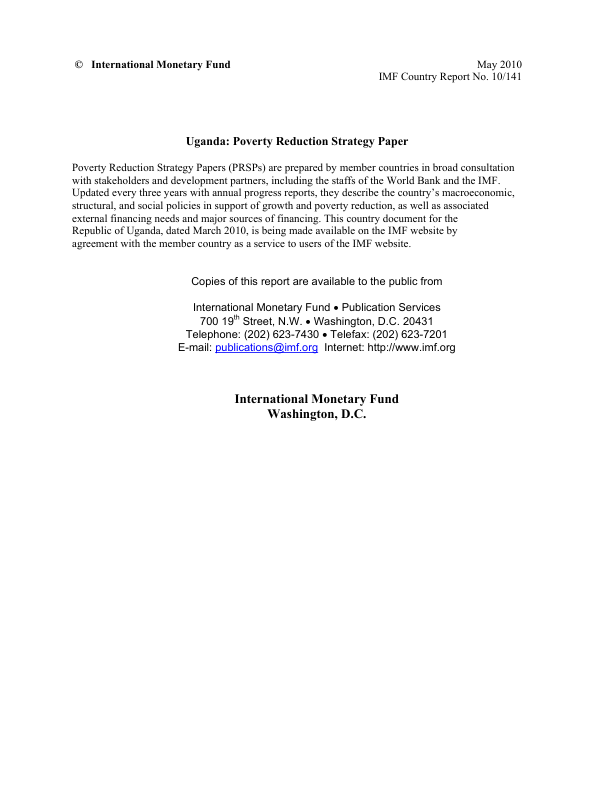 © International Monetary Fund May 2010
IMF Country Report No. 10/141
Uganda: Poverty Reduction Strategy Paper
Poverty Reduction Strategy Papers (PRSPs) are prepared by member countries in broad consultation
with stakeholders and development partners, including the staffs of the World Bank and the IMF.
Updated every three years with annual progress reports, they describe the country’s macroeconomic,
structural, and social policies in support of growth and poverty reduction, as well as associated
external financing needs and major sources of financing. This country document for the
Republic of Uganda, dated March 2010, is being made available on the IMF website by
agreement with the member country as a service to users of the IMF website.
Copies of this report are available to the public from
International Monetary Fund • Publication Services
700 19th Street, N.W. • Washington, D.C. 20431
Telephone: (202) 623-7430 • Telefax: (202) 623-7201
E-mail: publications@imf.org Internet: http://www.imf.org
International Monetary Fund
Washington, D.C.